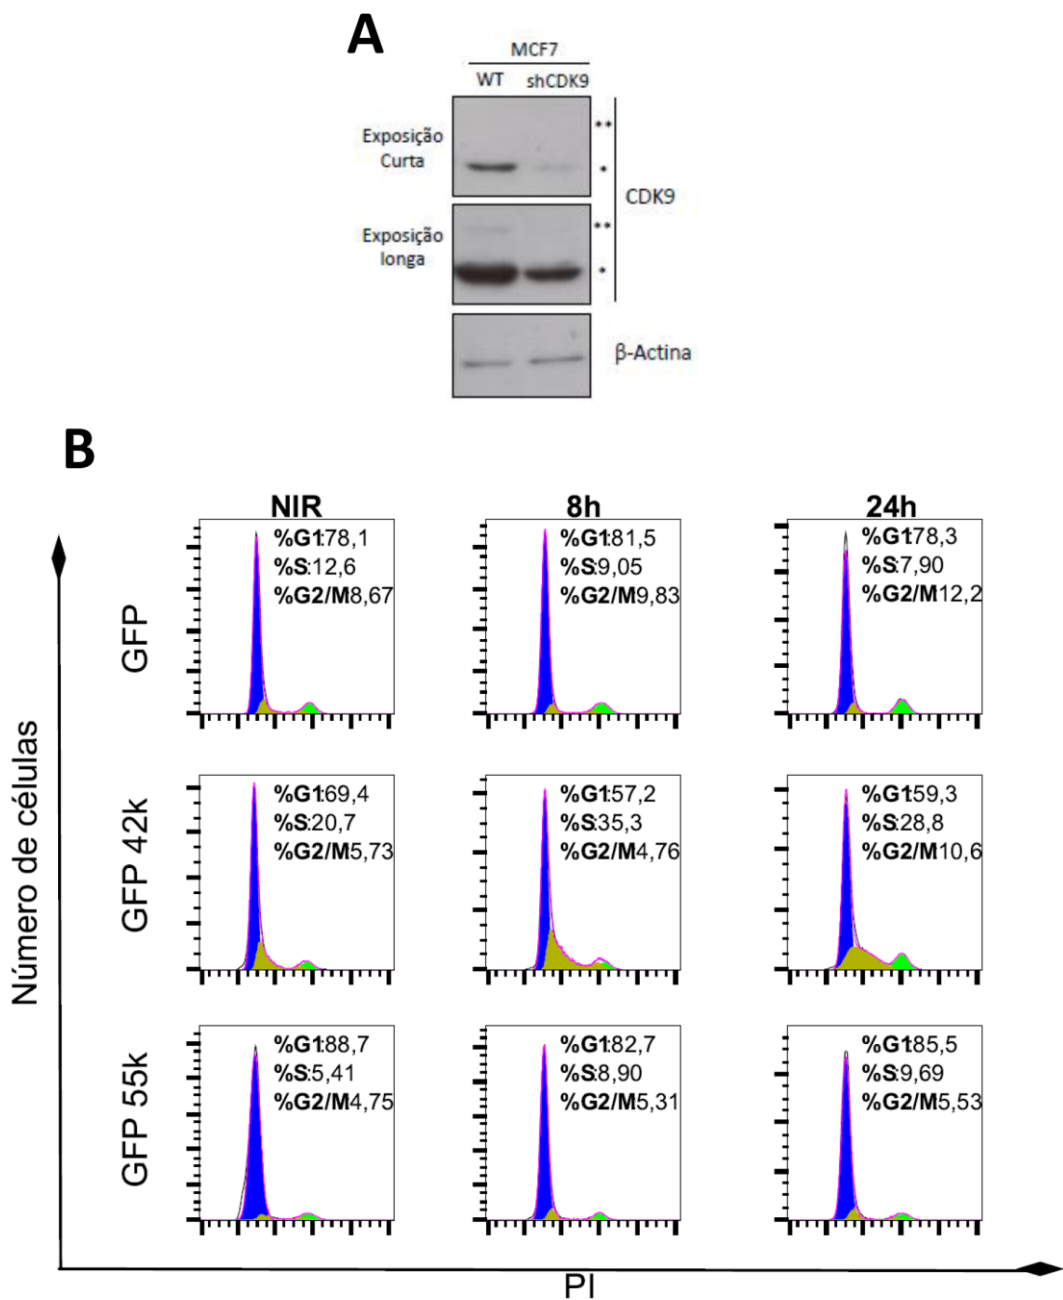 A
MCF7
WT shCDK9
Exposição
Curta
**
*
CDK9
Exposição
longa
**
*
β-Actina
B
NIR 8h 24h
GFP
%G1:78,1
%S:12,6
%G2/M8,67
%G1:81,5
%S:9,05
%G2/M9,83
%G1:78,3
%S:7,90
%G2/M12,2
GFP 42k
%G1:69,4
%S:20,7
%G2/M5,73
%G1:57,2
%S:35,3
%G2/M4,76
%G1:59,3
%S:28,8
%G2/M10,6
GFP 55k
%G1:88,7
%S:5,41
%G2/M4,75
%G1:82,7
%S:8,90
%G2/M5,31
%G1:85,5
%S:9,69
%G2/M5,53
Número de células
PI